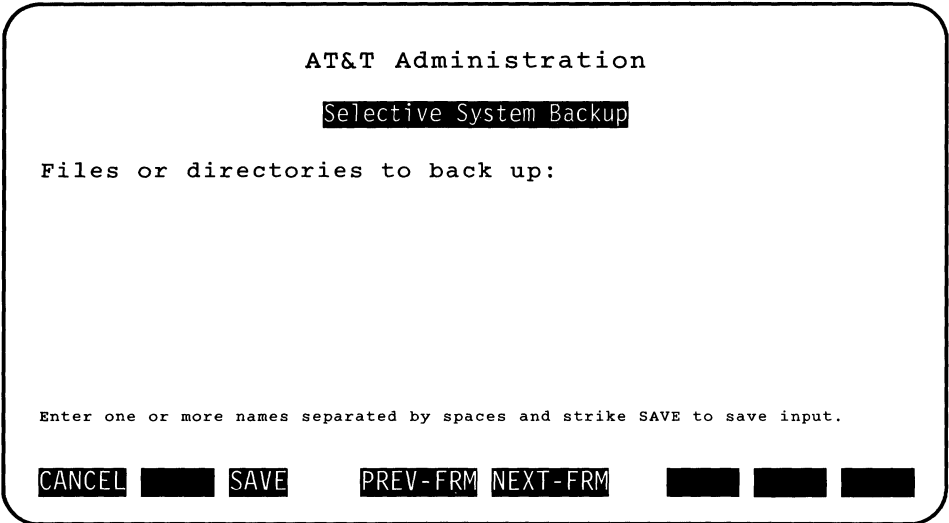 AT&T Administration
Selective System Backup
Files or directories to back up:
Enter one or more names separated by spaces and strike SAVE to save input.
CANCEL SAVE PREV-FRM NEXT-FRM